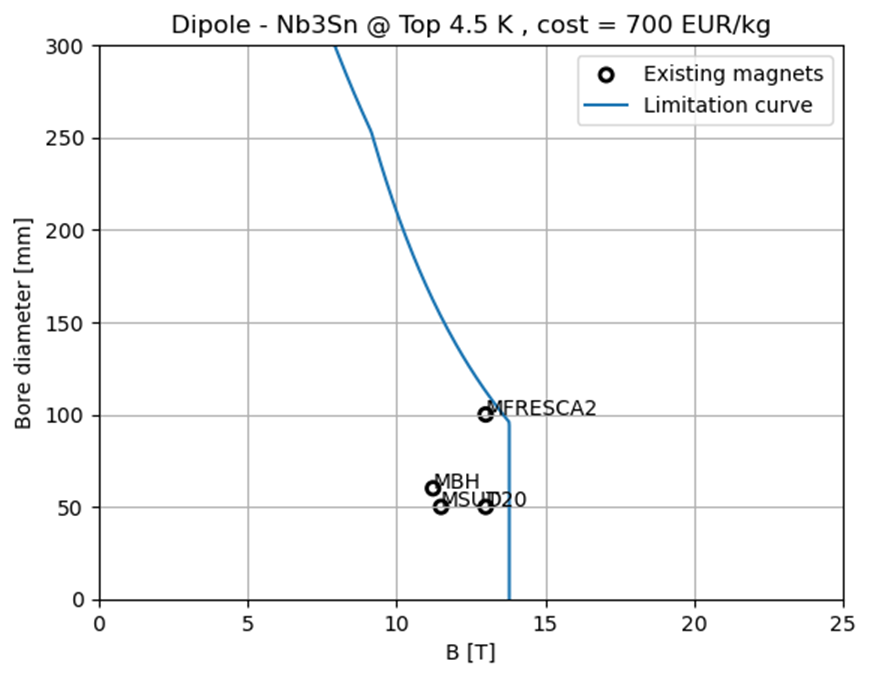 Dipole - Nb3Sn @ Top 4.5 K , cost = 700 EUR/kg
300
250
200
150
100
50
0
Bore diameter [mm]
Existing magnets
Limitation curve
MFRESCA2
MBH
MSUT
D20
0 5 10 15 20 25
B [T]